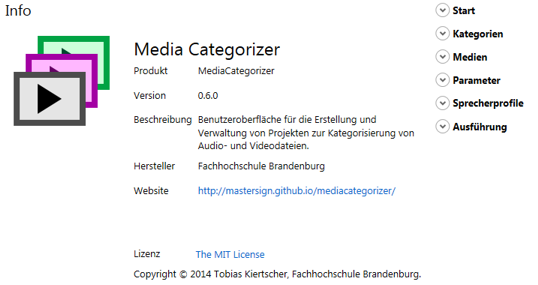 Info
Media Categorizer
Produkt MediaCategorizer
Version 0.6.0
Beschreibung Benutzeroberfläche für die Erstellung und
Verwaltung von Projekten zur Kategorisierung von
Audio- und Videodateien.
Hersteller Fachhochschule Brandenburg
Website http://mastersign.github.io/mediacategorizer/
Lizenz The MIT License
Copyright © 2014 Tobias Kiertscher, Fachhochschule Brandenburg.
Start
Kategorien
Medien
Parameter
Sprecherprofile
Ausführung